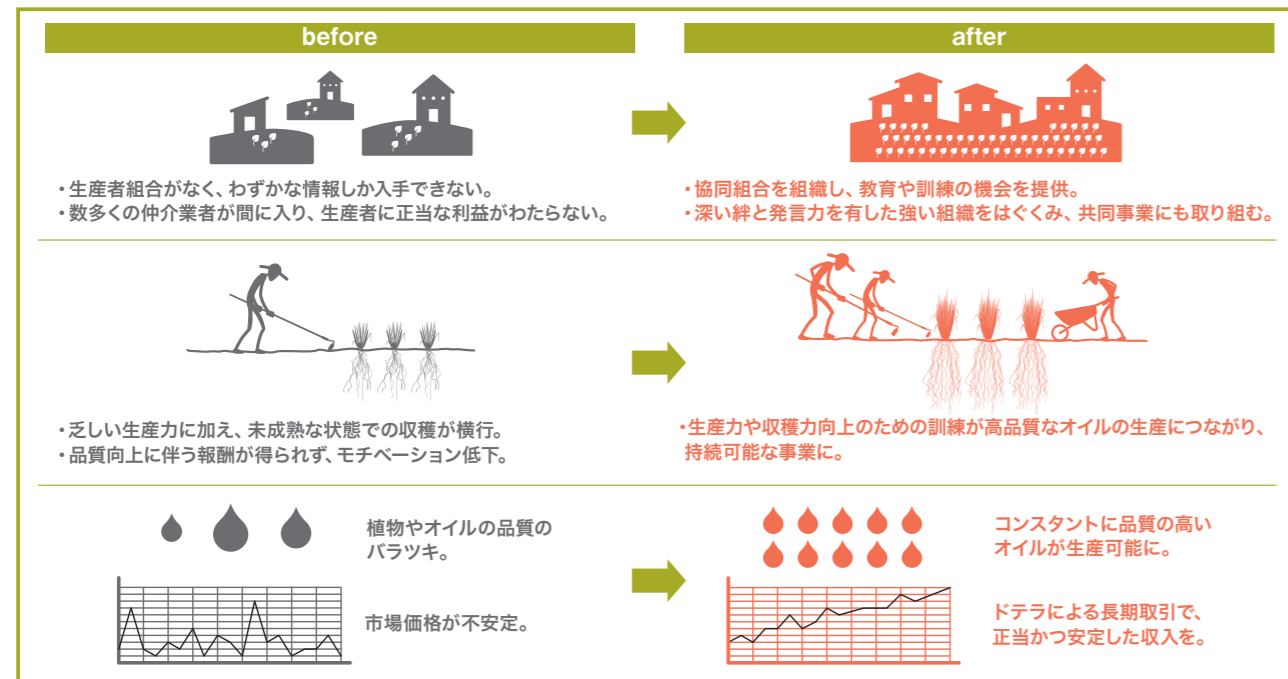 before
after
・生産者組合がなく、わずかな情報しか入手できない。
・数多くの仲介業者が間に入り、生産者に正当な利益がわたらない。
・協同組合を組織し、教育や訓練の機会を提供。
・深い絆と発言力を有した強い組織をはぐくみ、共同事業にも取り組む。
・乏しい生産力に加え、未成熟な状態での収穫が横行。
・品質向上に伴う報酬が得られず、モチベーション低下。
・生産力や収穫力向上のための訓練が高品質なオイルの生産につながり、
持続可能な事業に。
植物やオイルの品質の
バラツキ。
市場価格が不安定。
コンスタントに品質の高い
オイルが生産可能に。
ドテラによる長期取引で、
正当かつ安定した収入を。